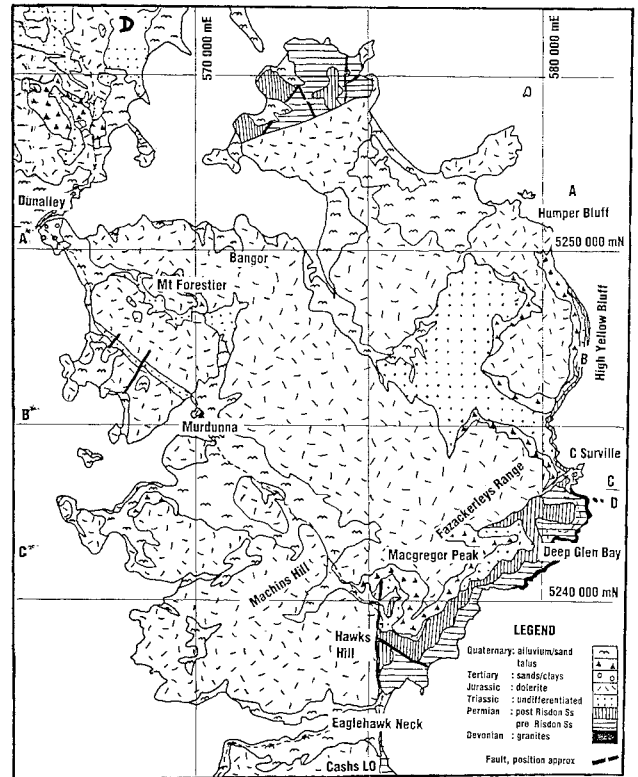 D
570 000 mE
580 000 mE
Dunalley
A
Humper Bluff
A
5250 000 mN
Bangor
Mt Forestier
High Yellow Bluff
B
B
Murdunna
C Surville
C
D
Fazackerleys Range
C
Macgregor Peak
Deep Glen Bay
Machins Hill
5240 000 mN
Hawks
Hill
Eaglehawk Neck
Cashs LO
LEGEND
Quaternary: alluvium/sand
talus
Tertiary : sands/clays
Jurassic : dolerite
Triassic : undifferentiated
Permian : post Risdon Ss
pre Risdon Ss
Devonian : granites
Fault, position approx